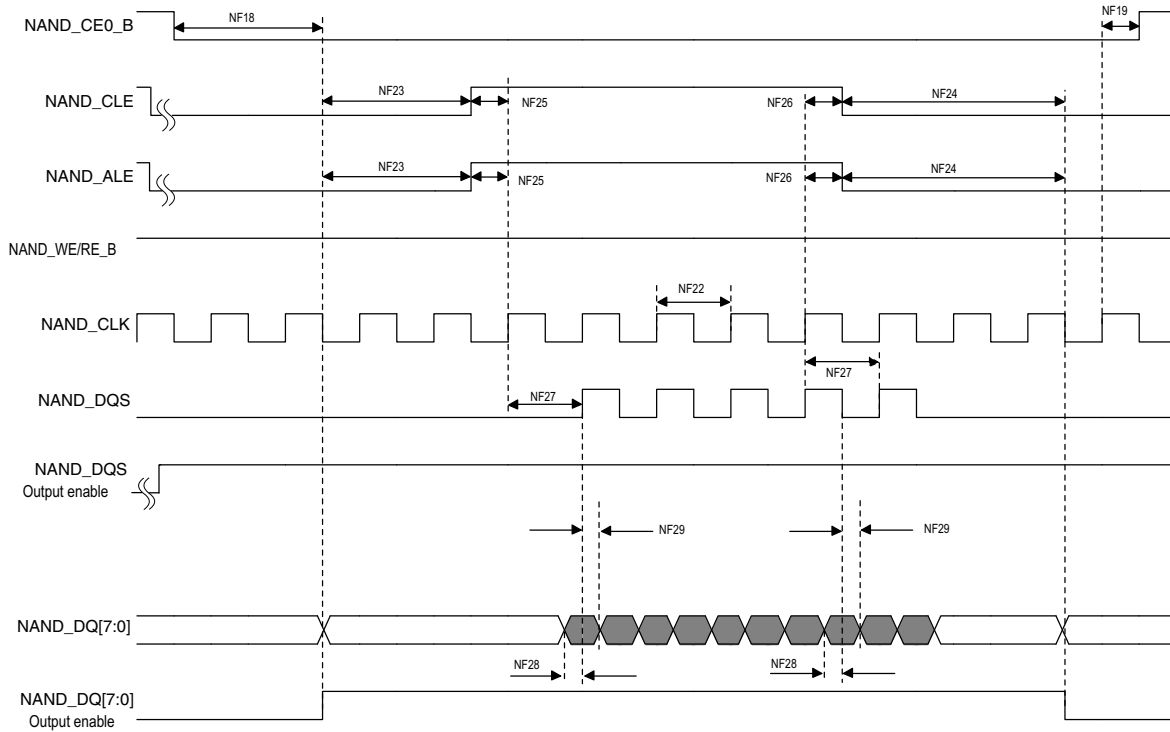 NAND_CE0_B
NF18
NF19
NAND_CLE
NF23
NF25
NF26
NF24
NAND_ALE
NF23
NF25
NF26
NF24
NAND_WE/RE_B
NF22
NAND_CLK
NF27
NAND_DQS
NF27
NAND_DQS
Output enable
NF29
NF29
NAND_DQ[7:0]
NF28
NF28
NAND_DQ[7:0]
Output enable